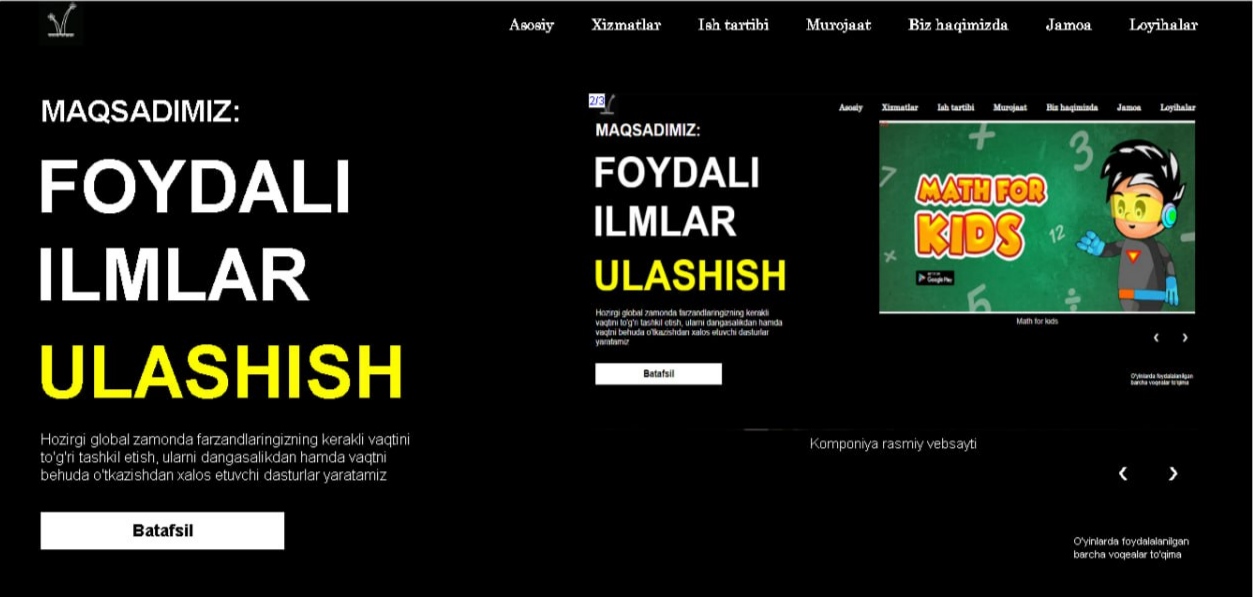 Asosiy Xizmatlar Ish tartibi Murojaat Biz haqimizda Jamoa Loyihalar
MAQSADIMIZ:
FOYDALI
ILMLAR
ULASHISH
Hozirgi global zamonda farzandlaringizning kerakli vaqtini
to'g'ri tashkil etish, ularni dangasalikdan hamda vaqtni
behuda o'tkazishdan xalos etuvchi dasturlar yaratamiz
Batafsil
2/3
Asosiy Xizmatlar Ish tartibi Murojaat Biz haqimizda Jamoa Loyihalar
MAQSADIMIZ:
FOYDALI
ILMLAR
ULASHISH
Hozirgi global zamonda farzandlaringizning kerakli
vaqtini to'g'ri tashkil etish, ularni dangasalikdan hamda
vaqtni behuda o'tkazishdan xalos etuvchi dasturlar
yaratamiz
Batafsil
7
3
MATH FOR
KIDS
12
5
Google Play
Math for kids
❮ ❯
O'yinlarda foydalalanilgan
barcha voqealar to'qima
Komponiya rasmiy vebsayti
❮ ❯
O'yinlarda foydalalanilgan
barcha voqealar to'qima